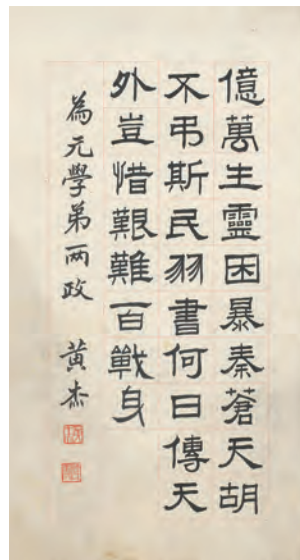 億萬生靈困暴秦蒼天胡
不弔斯民羽書何日傳天
外豈惜艱難百戰身
為元學弟兩政 黃杰